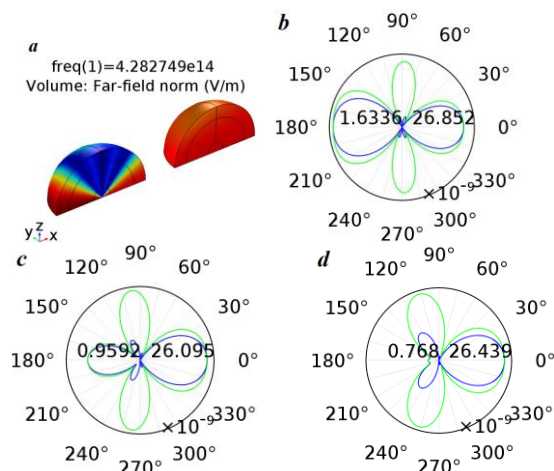 a
freq(1)=4.282749e14
Volume: Far-field norm (V/m)
y z x
b
90°
120° 60°
150° 30°
180° 1.6336 26.852 0°
×10⁻⁹
210° 330°
240° 300°
270°
c
90°
120° 60°
150° 30°
180° 0.9592 26.095 0°
×10⁻⁹
210° 330°
240° 300°
270°
d
90°
120° 60°
150° 30°
180° 0.768 26.439 0°
×10⁻⁹
210° 330°
240° 300°
270°